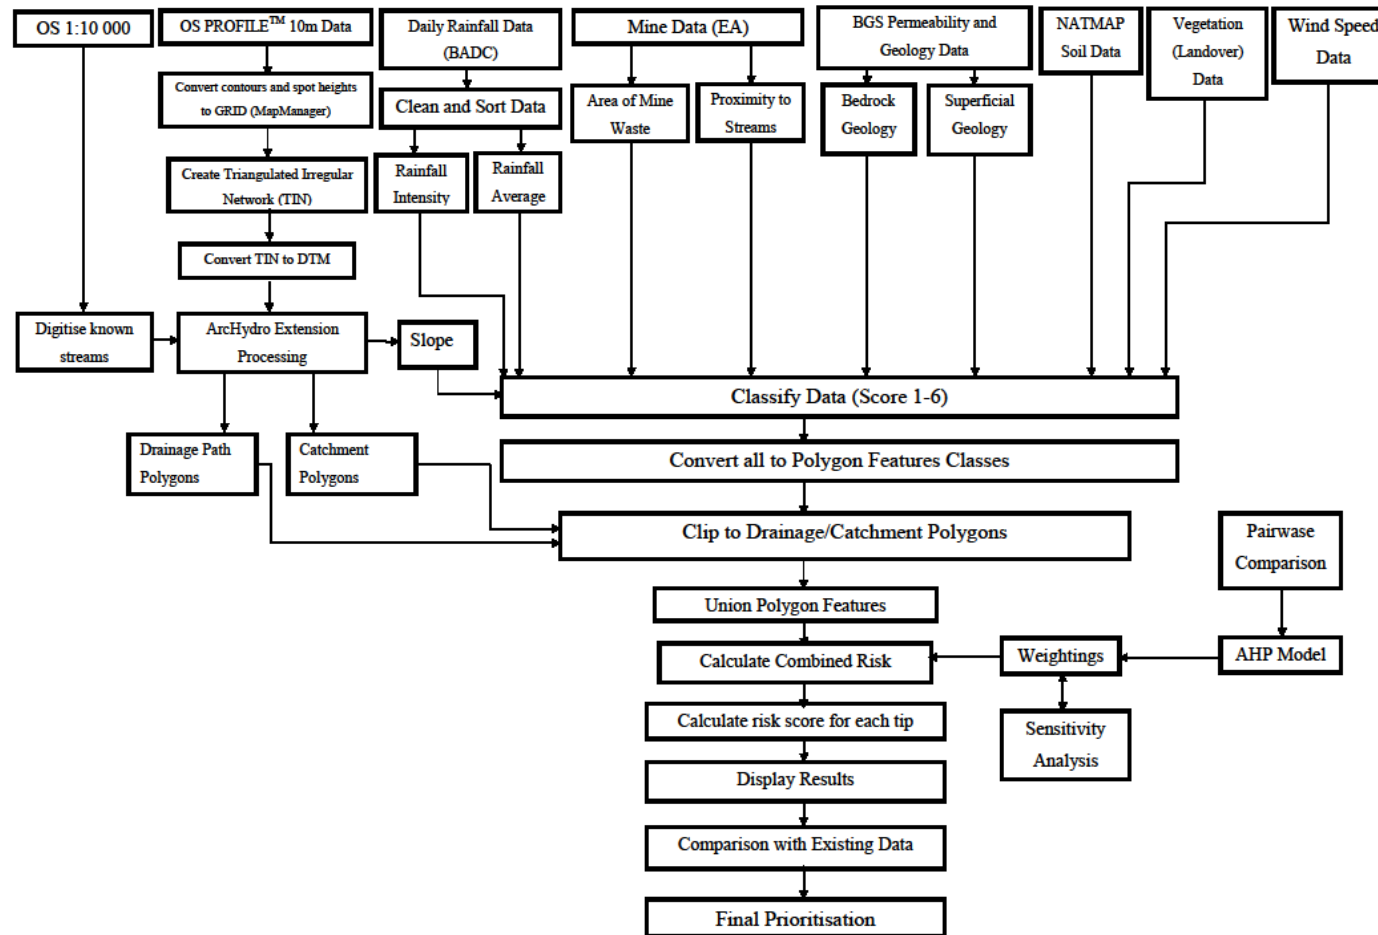 OS 1:10 000
OS PROFILE™ 10m Data
Daily Rainfall Data
(BADC)
Mine Data (EA)
BGS Permeability and
Geology Data
NATMAP
Soil Data
Vegetation
(Landover)
Data
Wind Speed
Data
Convert contours and spot heights
to GRID (MapManager)
Clean and Sort Data
Area of Mine
Waste
Proximity to
Streams
Bedrock
Geology
Superficial
Geology
Create Triangulated Irregular
Network (TIN)
Rainfall
Intensity
Rainfall
Average
Convert TIN to DTM
Digitise known
streams
ArcHydro Extension
Processing
Slope
Classify Data (Score 1-6)
Drainage Path
Polygons
Catchment
Polygons
Convert all to Polygon Features Classes
Clip to Drainage/Catchment Polygons
Pairwase
Comparison
Union Polygon Features
Calculate Combined Risk
Weightings
AHP Model
Calculate risk score for each tip
Sensitivity
Analysis
Display Results
Comparison with Existing Data
Final Prioritisation